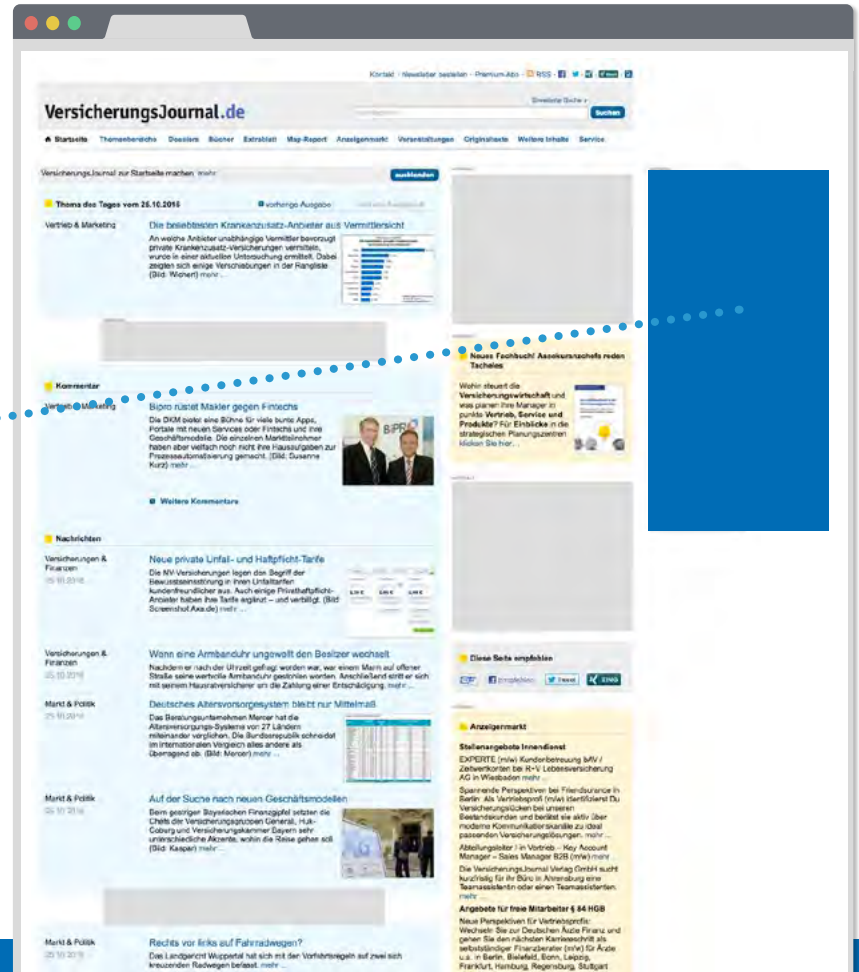 Kontakt - Newsletter bestellen - Premium-Abo - RSS -
VersicherungsJournal.de
Erweiterte Suche
Suchen
Startseite Themenbereiche Dossiers Bücher Extrablatt Map-Report Anzeigenmarkt Veranstaltungen Originaltexte Weitere Inhalte Service
VersicherungsJournal zur Startseite machen. mehr
ausblenden
Thema des Tages vom 26.10.2016
vorherige Ausgabe
Vertrieb & Marketing
Die beliebtesten Krankenzusatz-Anbieter aus Vermittlersicht
An welche Anbieter unabhängige Vermittler bevorzugt
private Krankenzusatz-Versicherungen vermitteln,
wurde in einer aktuellen Untersuchung ermittelt. Dabei
zeigten sich einige Verschiebungen in der Rangliste.
(Bild: Wichert) mehr ...
Kommentar
Vertrieb & Marketing
Bipro rüstet Makler gegen Fintechs
Die DKM bietet eine Bühne für viele bunte Apps,
Portale mit neuen Services oder Fintechs und ihre
Geschäftsmodelle. Die einzelnen Marktteilnehmer
haben aber vielfach noch nicht ihre Hausaufgaben zur
Prozessautomatisierung gemacht. (Bild: Susanne
Kurz) mehr ...
BiPRO
Weitere Kommentare
Nachrichten
Versicherungen &
Finanzen
25.10.2016
Neue private Unfall- und Haftpflicht-Tarife
Die NV-Versicherungen legen den Begriff der
Bewusstseinsstörung in ihren Unfalltarifen
kundenfreundlicher aus. Auch einige Privathaftpflicht-
Anbieter haben ihre Tarife ergänzt – und verbilligt. (Bild:
Screenshot Axa.de) mehr ...
Versicherungen &
Finanzen
25.10.2016
Wenn eine Armbanduhr ungewollt den Besitzer wechselt
Nachdem er nach der Uhrzeit gefragt worden war, war einem Mann auf offener
Straße seine wertvolle Armbanduhr gestohlen worden. Anschließend stritt er sich
mit seinem Hausratversicherer um die Zahlung einer Entschädigung. mehr ...
Markt & Politik
25.10.2016
Deutsches Altersvorsorgesystem bleibt nur Mittelmaß
Das Beratungsunternehmen Mercer hat die
Altersversorgungs-Systeme von 27 Ländern
miteinander verglichen. Die Bundesrepublik schneidet
im internationalen Vergleich alles andere als
überragend ab. (Bild: Mercer) mehr ...
Markt & Politik
25.10.2016
Auf der Suche nach neuen Geschäftsmodellen
Beim gestrigen Bayerischen Finanzgipfel setzten die
Chefs der Versicherungsgruppen Generali, Huk-
Coburg und Versicherungskammer Bayern sehr
unterschiedliche Akzente, wohin die Reise gehen soll.
(Bild: Kaspar) mehr ...
Markt & Politik
25.10.2016
Rechts vor links auf Fahrradwegen?
Das Landgericht Wuppertal hat sich mit den Vorfahrtsregeln auf zwei sich
kreuzenden Radwegen befasst. mehr ...
Neues Fachbuch! Assekuranzchefs reden
Tacheles
Wohin steuert die
Versicherungswirtschaft und
was planen ihre Manager in
punkto Vertrieb, Service und
Produkte? Für Einblicke in die
strategischen Planungszentren
klicken Sie hier...
Diese Seite empfehlen
Empfehlen
Tweet
XING
Anzeigenmarkt
Stellenangebote Innendienst
EXPERTE (m/w) Kundenbetreuung bAV /
Zeitwertkonten bei R+V Lebensversicherung
AG in Wiesbaden mehr ...
Spannende Perspektiven bei Friendsurance in
Berlin: Als Vertriebsprofi (m/w) identifizierst Du
Versicherungslücken bei unseren
Bestandskunden und berätst sie aktiv über
moderne Kommunikationskanäle zu ideal
passenden Versicherungslösungen. mehr ...
Abteilungsleiter / in Vertrieb – Key Account
Manager – Sales Manager B2B (m/w) mehr ...
Die VersicherungsJournal Verlag GmbH sucht
kurzfristig für ihr Büro in Ahrensburg eine
Teamassistentin oder einen Teamassistenten.
mehr ...
Angebote für freie Mitarbeiter § 84 HGB
Neue Perspektiven für Vertriebsprofis:
Wechseln Sie zur Deutschen Ärzte Finanz und
gehen Sie den nächsten Karriereschritt als
selbstständiger Finanzberater (m/w) für Ärzte
u.a. in Berlin, Bielefeld, Bonn, Leipzig,
Frankfurt, Hamburg, Regensburg, Stuttgart